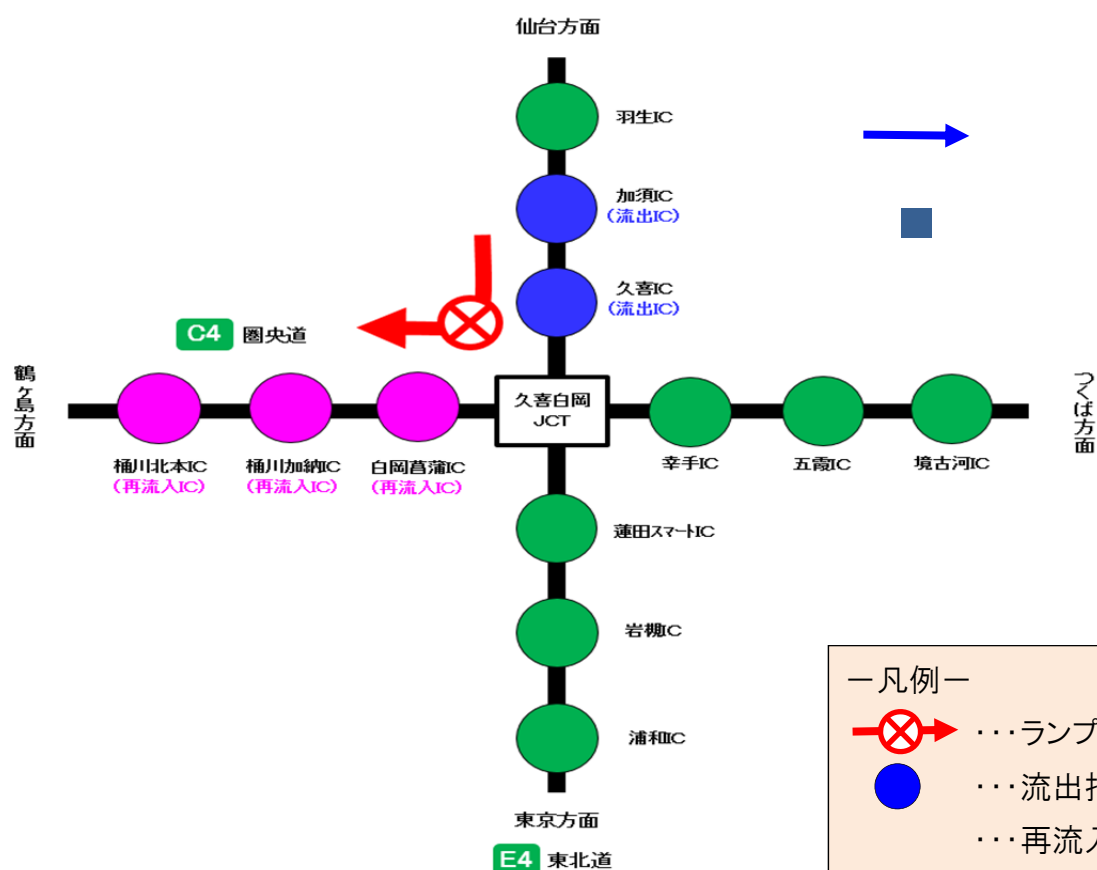 仙台方面
羽生IC
加須IC
(流出IC)
久喜IC
(流出IC)
C4 圏央道
鶴ヶ島方面
久喜白岡
JCT
つくば方面
桶川北本IC
(再流入IC)
桶川加納IC
(再流入IC)
白岡菖蒲IC
(再流入IC)
幸手IC
五霞IC
境古河IC
蓮田スマートIC
岩槻IC
浦和IC
東京方面
E4 東北道
－凡例－
・・・ランプ
・・・流出指
・・・再流入